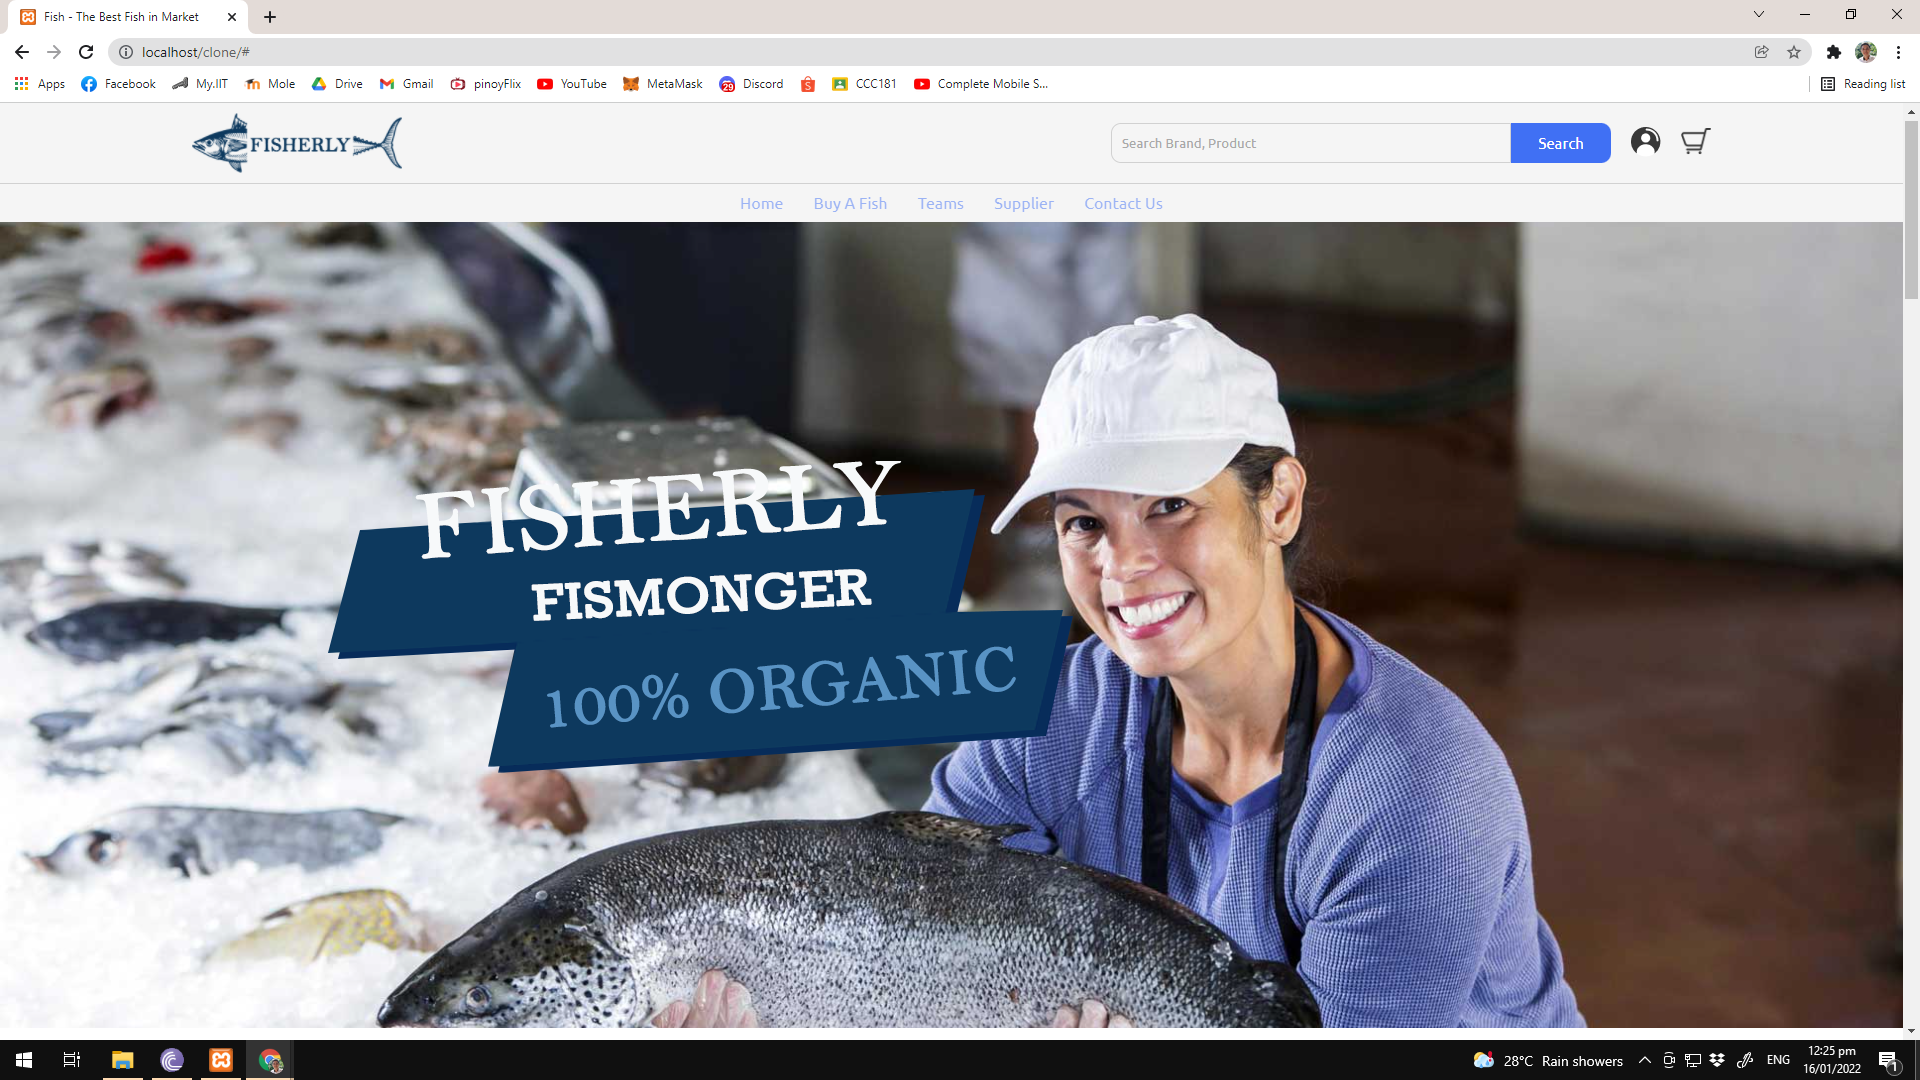 Fish - The Best Fish in Market
localhost/clone/#
Apps Facebook My.IIT Mole Drive Gmail pinoyFlix YouTube MetaMask 29 Discord CCC181 Complete Mobile S... Reading list
FISHERLY
Search Brand, Product Search
Home Buy A Fish Teams Supplier Contact Us
FISHERLY
FISMONGER
100% ORGANIC
28°C Rain showers ENG 12:25 pm
16/01/2022
1